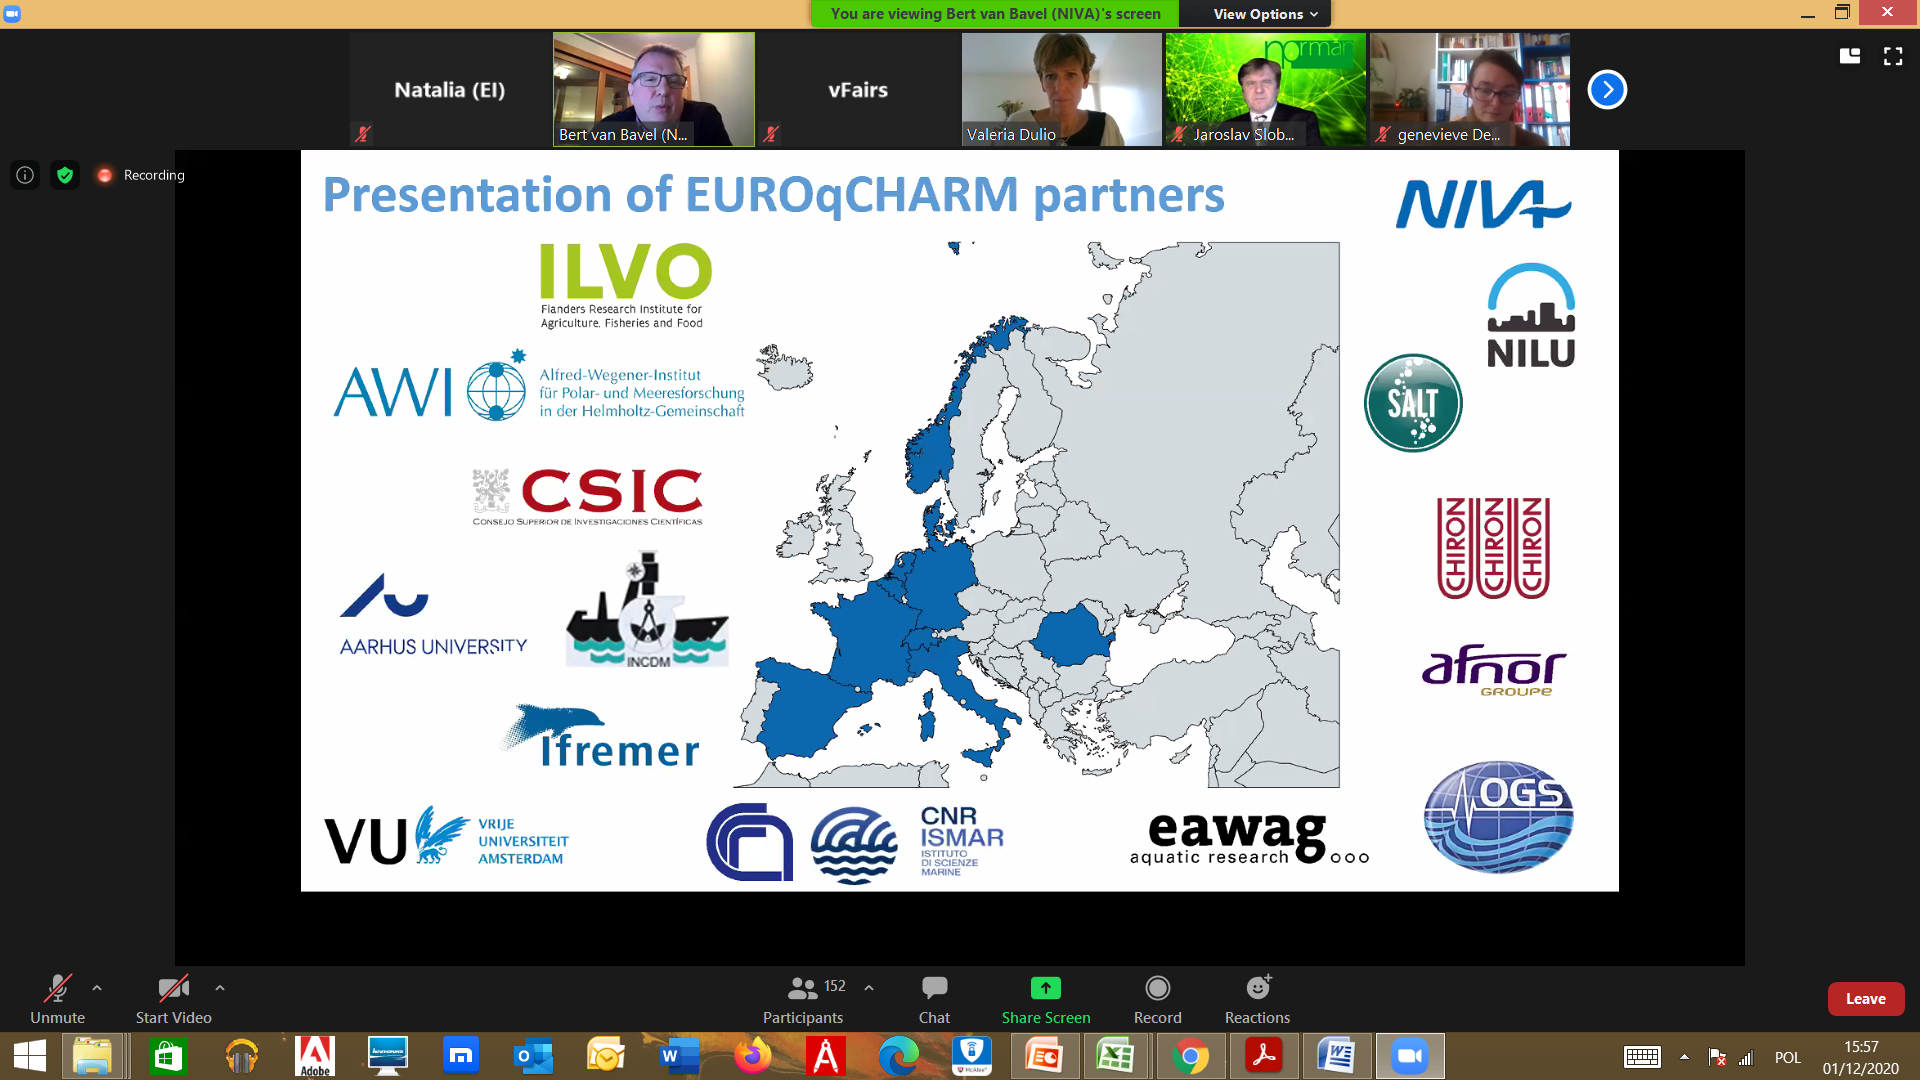 You are viewing Bert van Bavel (NIVA)'s screen
View Options
Natalia (EI)
Bert van Bavel (N...
vFairs
Valeria Dulio
norman
Jaroslav Slob...
genevieve De...
Recording
Presentation of EUROqCHARM partners
NIVA
ILVO
Flanders Research Institute for
Agriculture, Fisheries and Food
NILU
AWI
Alfred-Wegener-Institut
für Polar- und Meeresforschung
in der Helmholtz-Gemeinschaft
SALT
CSIC
CONSEJO SUPERIOR DE INVESTIGACIONES CIENTÍFICAS
CHIRON
CHIRON
CHIRON
AARHUS UNIVERSITY
INCDM
afnor
GROUPE
Ifremer
OGS
VU
VRIJE
UNIVERSITEIT
AMSTERDAM
CNR
ISMAR
ISTITUTO
DI SCIENZE
MARINE
eawag
aquatic research
Unmute
Start Video
152
Participants
Chat
Share Screen
Record
Reactions
Leave
Adobe
lenovo
McAfee
POL
15:57
01/12/2020